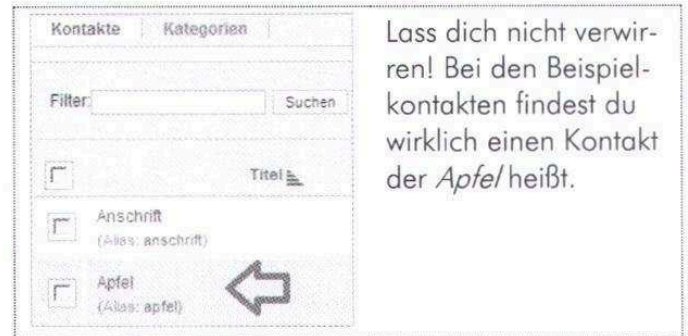 Kontakte Kategorien
Filter: Suchen
Titel
Anschrift
(Alias: anschrift)
Apfel
(Alias: apfel)
Lass dich nicht verwir-
ren! Bei den Beispiel-
kontakten findest du
wirklich einen Kontakt
der Apfel heißt.